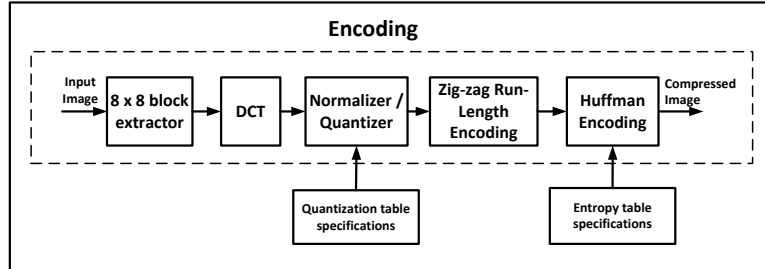 Encoding
Input
Image
8 x 8 block
extractor
DCT
Normalizer /
Quantizer
Zig-zag Run-
Length
Encoding
Huffman
Encoding
Compressed
Image
Quantization table
specifications
Entropy table
specifications